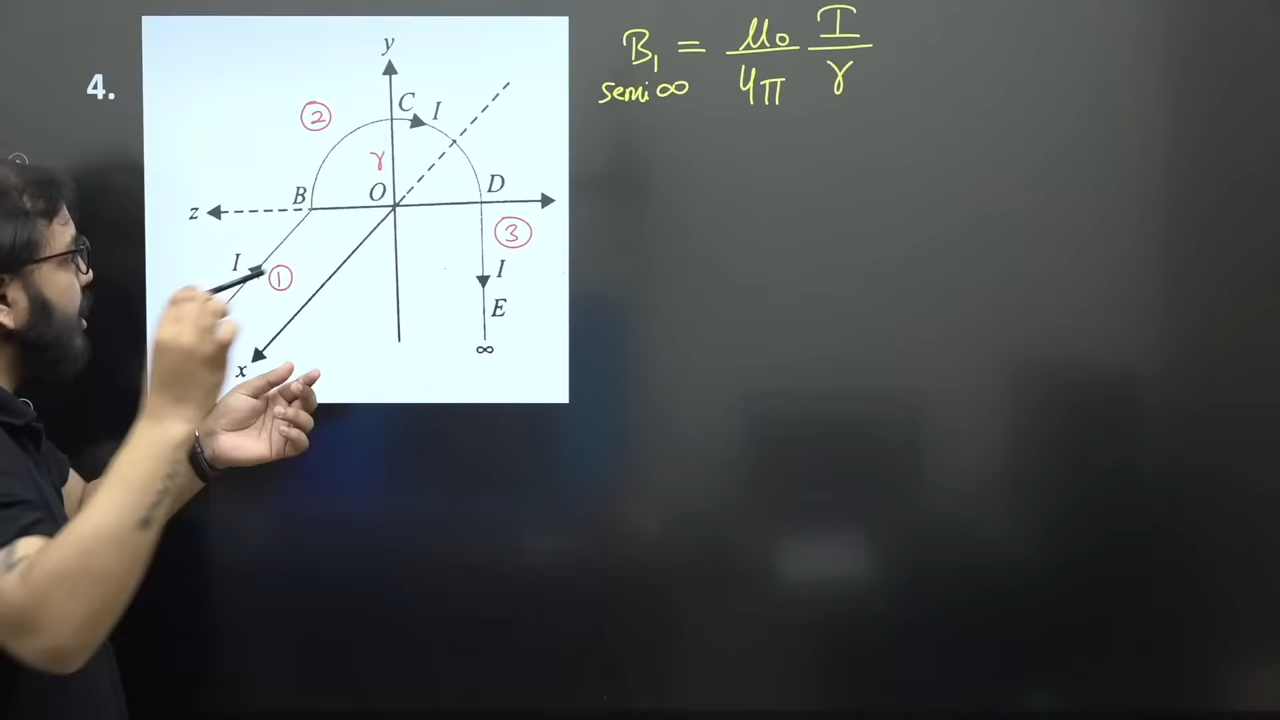 4.
B₁ = μ₀/4π I/r
semi ∞
y
② C I
r
z B O D
③
I ① I
E
x ∞